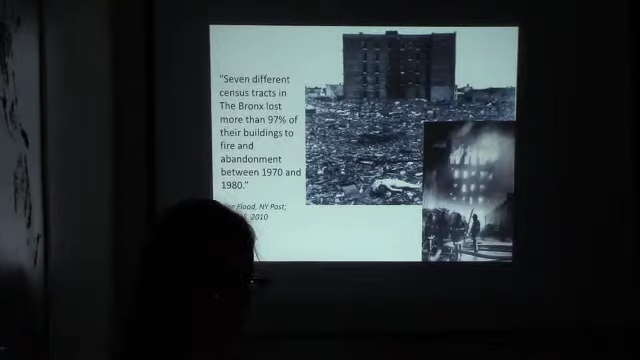 "Seven different
census tracts in
The Bronx lost
more than 97% of
their buildings to
fire and
abandonment
between 1970 and
1980."
Flood, NY Post,
2010